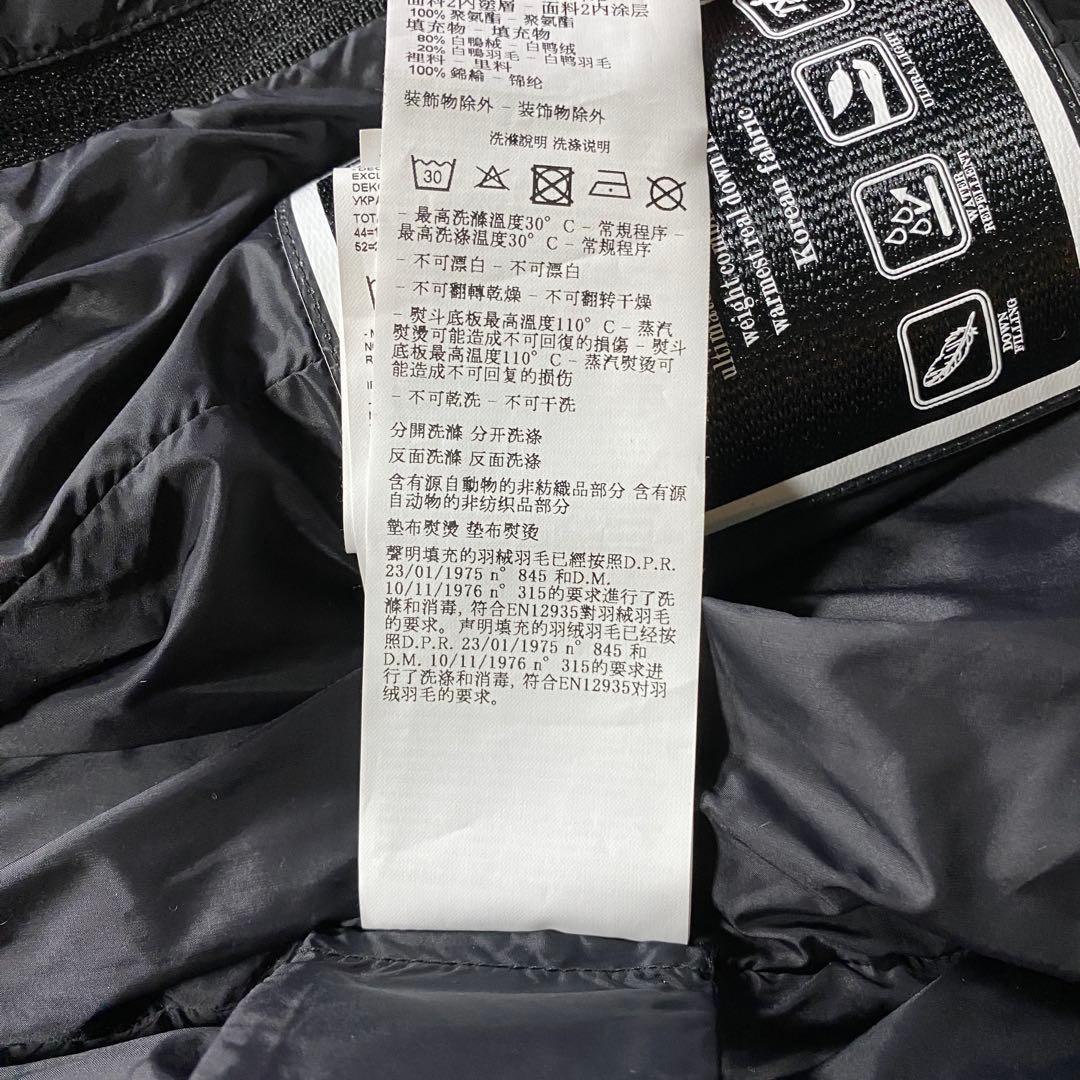 面料2內塗層 - 面料2内涂层
100% 聚氨酯 - 聚氨酯
填充物 - 填充物
80% 白鴨絨 - 白鸭绒
20% 白鴨羽毛 - 白鸭羽毛
裡料 - 里料
100% 錦綸 - 锦纶
装飾物除外 - 装饰物除外
洗滌說明 洗涤说明
30
- 最高洗滌溫度30° C - 常規程序 -
最高洗涤温度30° C - 常规程序
- 不可漂白 - 不可漂白
- 不可翻轉乾燥 - 不可翻转干燥
- 熨斗底板最高溫度110° C - 蒸汽
熨燙可能造成不可回復的損傷 - 熨斗
底板最高温度110° C - 蒸汽熨烫可
能造成不可回复的损伤
- 不可乾洗 - 不可干洗
分開洗滌 分开洗涤
反面洗滌 反面洗涤
含有源自動物的非紡織品部分 含有源
自动物的非纺织品部分
墊布熨燙 垫布熨烫
聲明填充的羽絨羽毛已經按照D.P.R.
23/01/1975 n° 845 和D.M.
10/11/1976 n° 315的要求進行了洗
滌和消毒, 符合EN12935對羽絨羽毛
的要求。声明填充的羽绒羽毛已经按
照D.P.R. 23/01/1975 n° 845 和
D.M. 10/11/1976 n° 315的要求进
行了洗涤和消毒, 符合EN12935对羽
绒羽毛的要求。
EXCL
DEKO
УКРА
TOT
44=1
52=2
weight com
warmest real down
Korean fabric
ULTRA LIGHT
WATER
REPELLENT
DOWN
FILLING